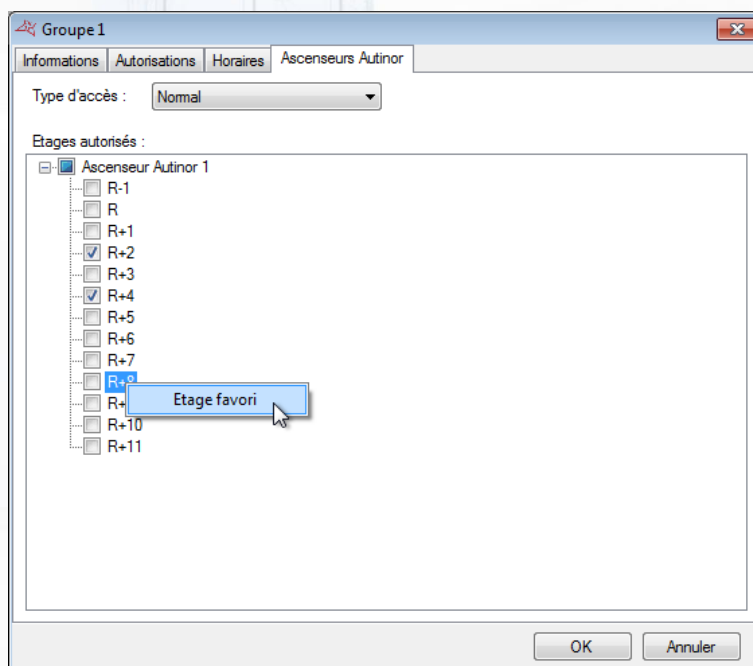 Groupe 1
Informations Autorisations Horaires Ascenseurs Autinor
Type d'accès : Normal
Etages autorisés :
Ascenseur Autinor 1
R-1
R
R+1
R+2
R+3
R+4
R+5
R+6
R+7
R+8
Etage favori
R+
R+10
R+11
OK Annuler